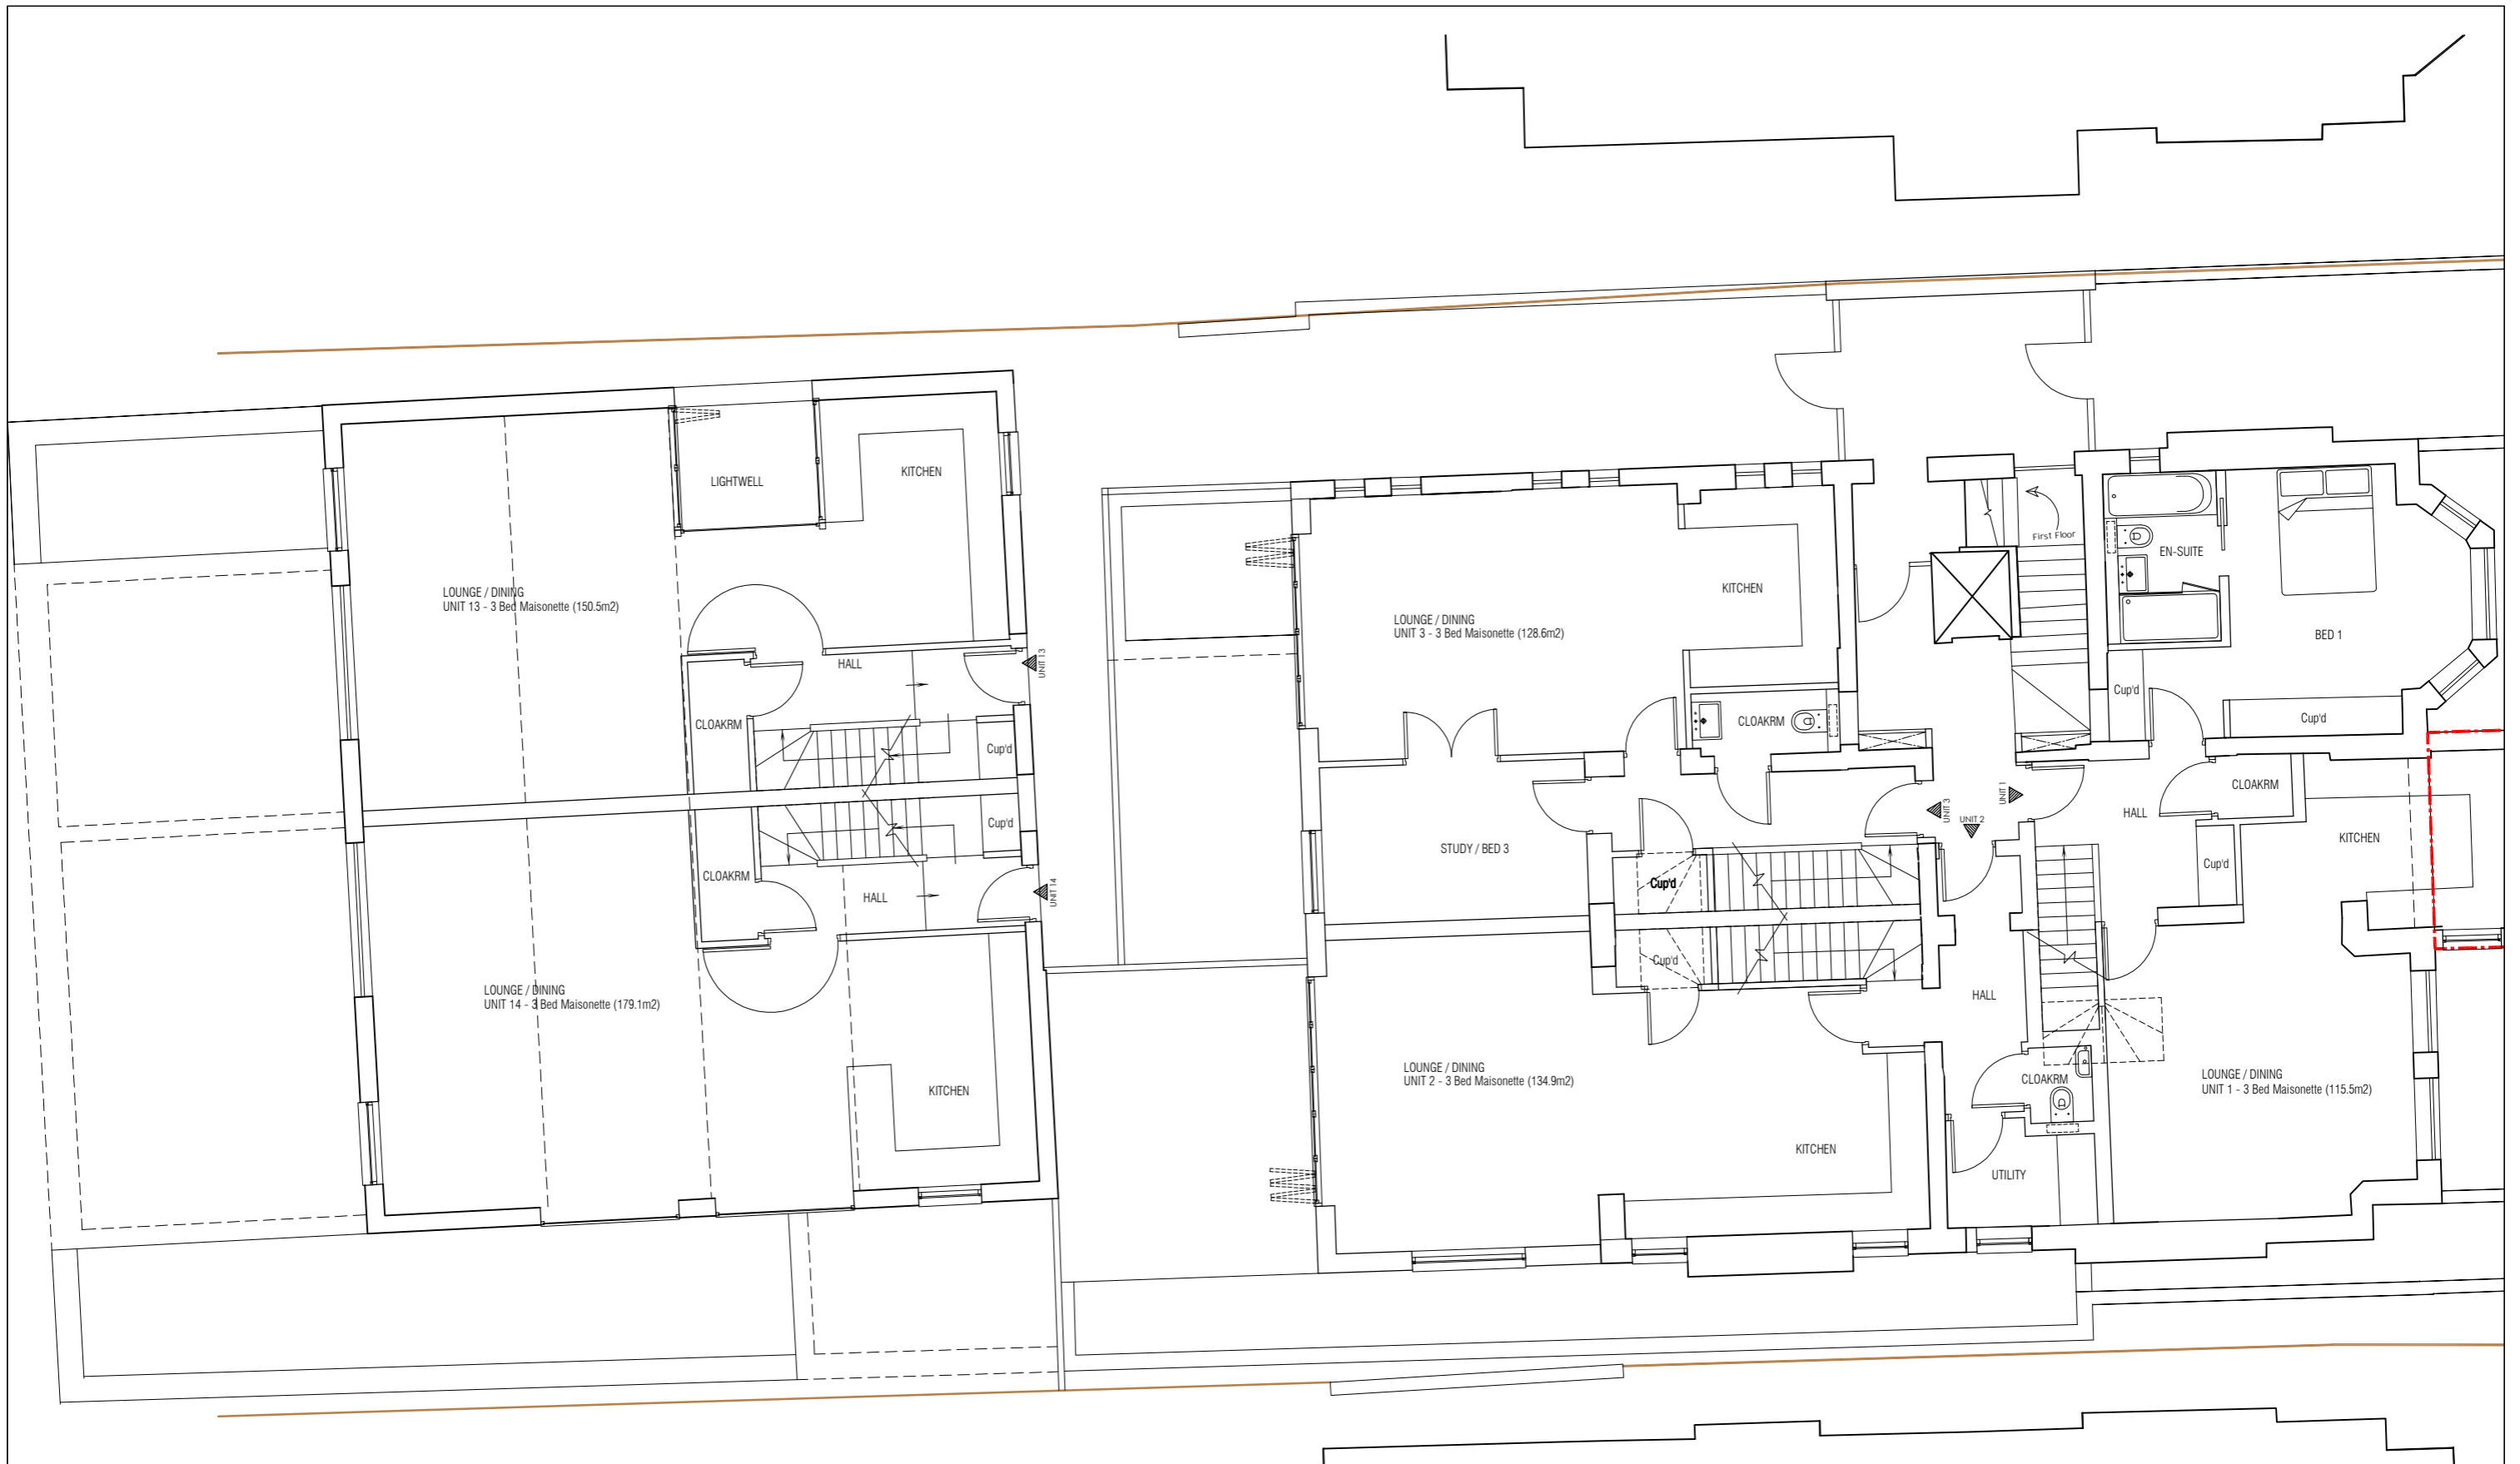 LIGHTWELL
KITCHEN
LOUNGE / DINING
UNIT 13 - 3 Bed Maisonette (150.5m2)
HALL
UNIT 13
CLOAKRM
Cup'd
Cup'd
CLOAKRM
HALL
UNIT 14
LOUNGE / DINING
UNIT 14 - 3 Bed Maisonette (179.1m2)
KITCHEN
LOUNGE / DINING
UNIT 3 - 3 Bed Maisonette (128.6m2)
KITCHEN
CLOAKRM
STUDY / BED 3
Cup'd
Cup'd
LOUNGE / DINING
UNIT 2 - 3 Bed Maisonette (134.9m2)
KITCHEN
First Floor
UNIT 3
UNIT 2
UNIT 1
HALL
CLOAKRM
UTILITY
EN-SUITE
BED 1
Cup'd
Cup'd
CLOAKRM
HALL
Cup'd
KITCHEN
LOUNGE / DINING
UNIT 1 - 3 Bed Maisonette (115.5m2)